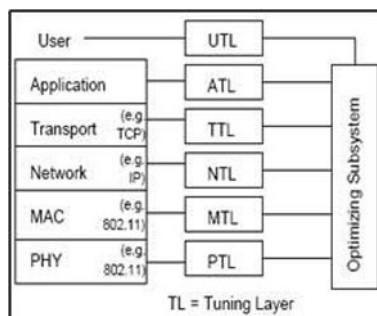 User UTL
Application ATL
Transport (e.g. TCP) TTL
Network (e.g. IP) NTL
MAC (e.g. 802.11) MTL
PHY (e.g. 802.11) PTL
Optimizing Subsystem
TL = Tuning Layer